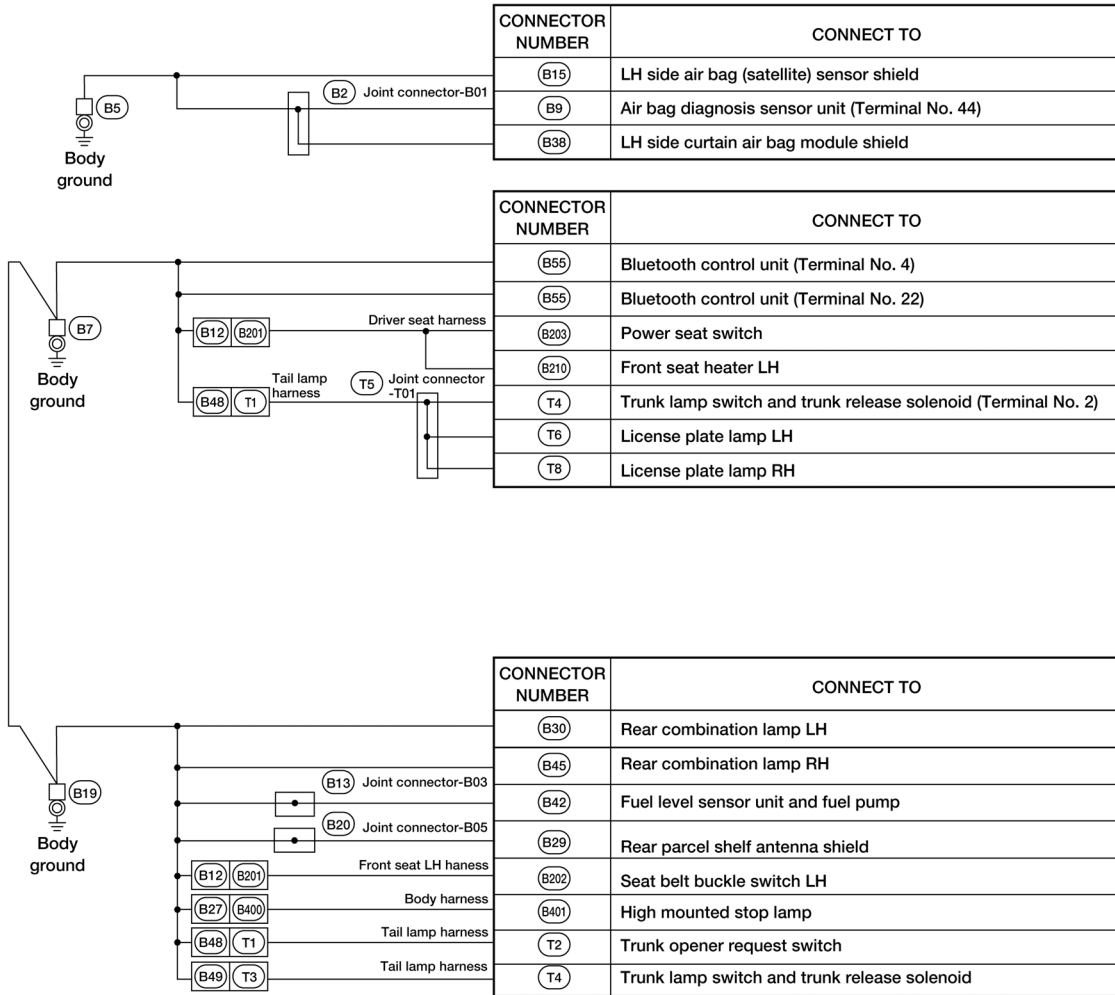 CONNECTOR
NUMBER
CONNECT TO
B15
LH side air bag (satellite) sensor shield
B2
Joint connector-B01
B5
B9
Air bag diagnosis sensor unit (Terminal No. 44)
B38
LH side curtain air bag module shield
Body
ground
CONNECTOR
NUMBER
CONNECT TO
B55
Bluetooth control unit (Terminal No. 4)
B55
Bluetooth control unit (Terminal No. 22)
B7
B12
B201
Driver seat harness
B203
Power seat switch
B210
Front seat heater LH
Body
ground
B48
T1
Tail lamp
harness
T5
Joint connector
-T01
T4
Trunk lamp switch and trunk release solenoid (Terminal No. 2)
T6
License plate lamp LH
T8
License plate lamp RH
CONNECTOR
NUMBER
CONNECT TO
B30
Rear combination lamp LH
B45
Rear combination lamp RH
B19
B13
Joint connector-B03
B42
Fuel level sensor unit and fuel pump
Body
ground
B20
Joint connector-B05
B29
Rear parcel shelf antenna shield
B12
B201
Front seat LH haness
B202
Seat belt buckle switch LH
B27
B400
Body harness
B401
High mounted stop lamp
B48
T1
Tail lamp harness
T2
Trunk opener request switch
B49
T3
Tail lamp harness
T4
Trunk lamp switch and trunk release solenoid